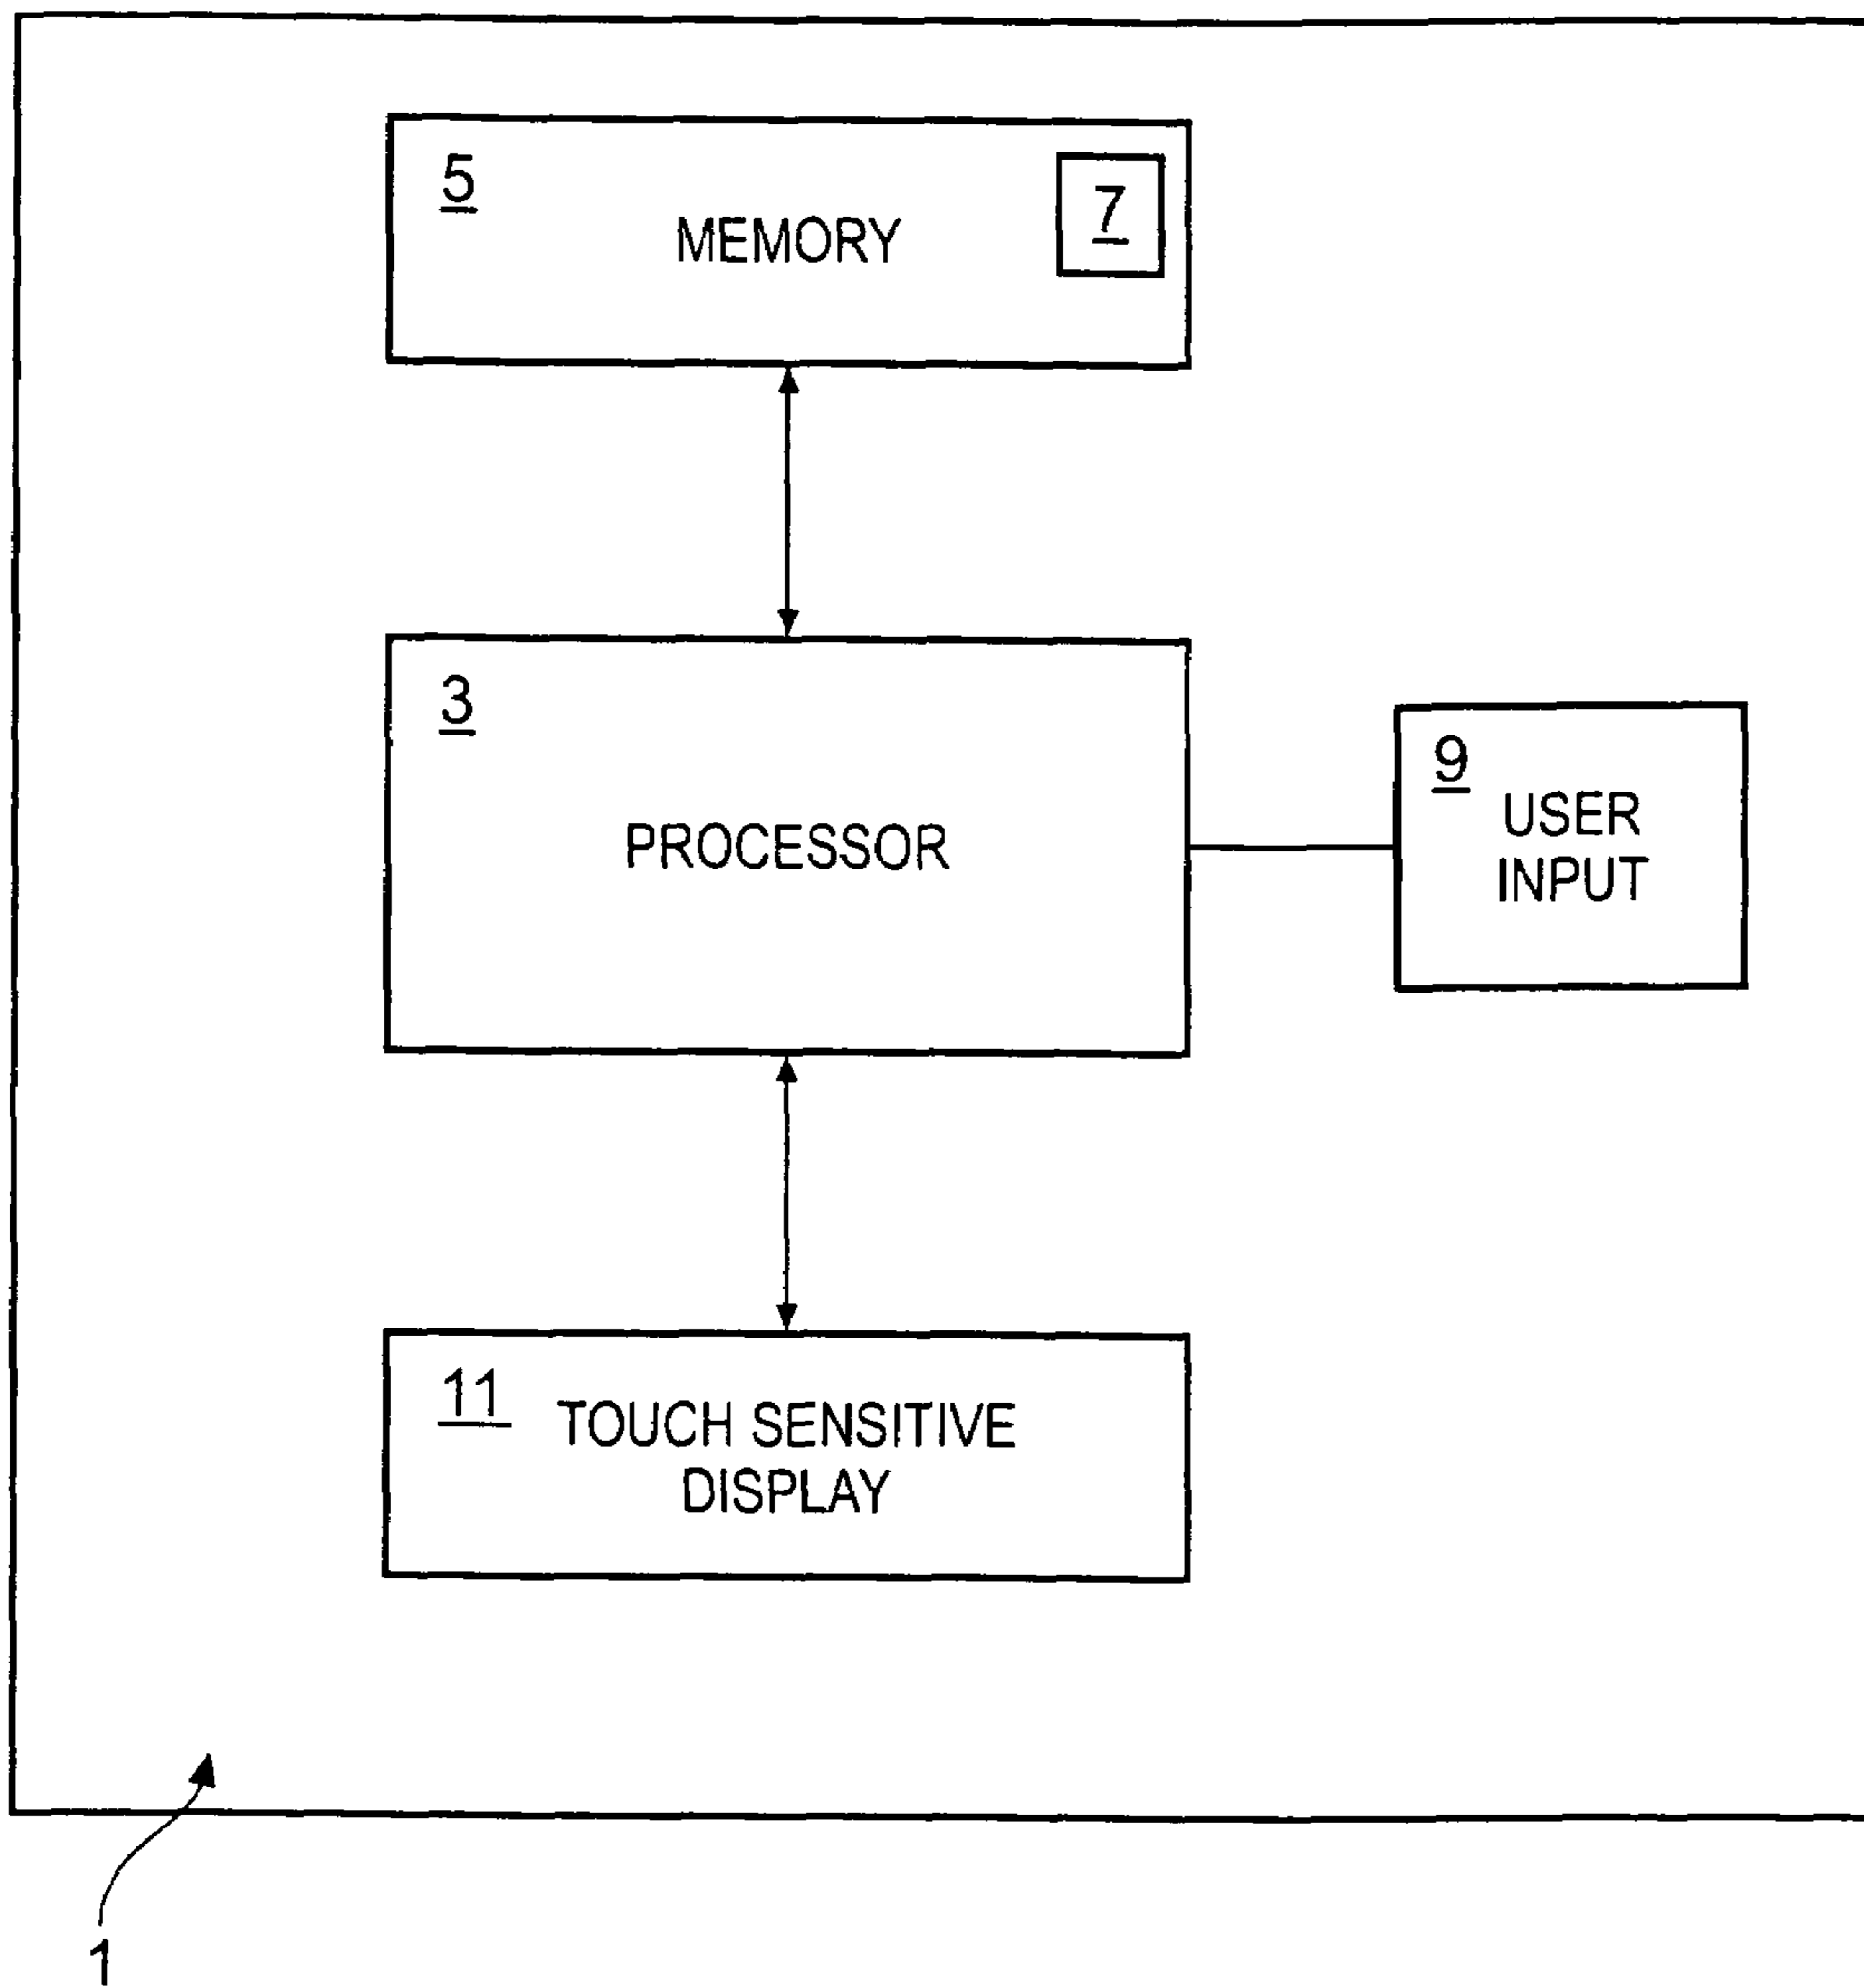 5
MEMORY
7
3
PROCESSOR
9
USER
INPUT
11
TOUCH SENSITIVE
DISPLAY
1